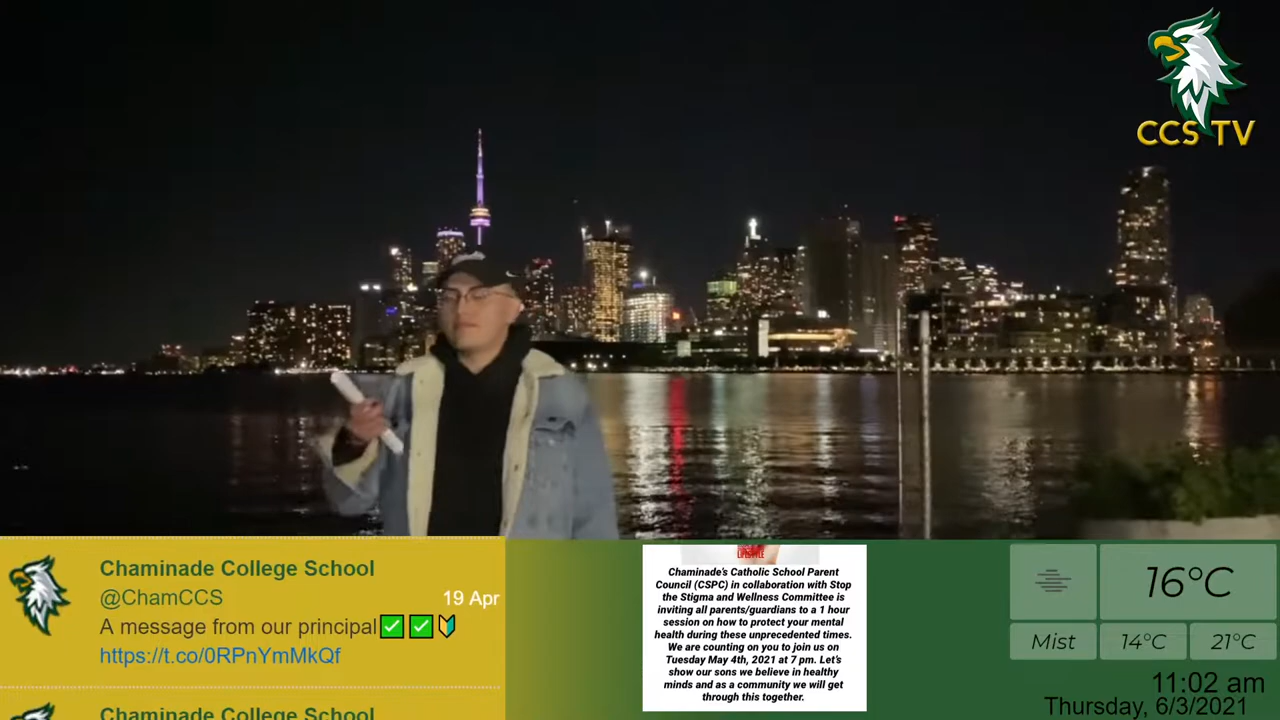 CCS TV
Chaminade College School
@ChamCCS
19 Apr
A message from our principal✅ ✅ 🔰
https://t.co/0RPnYmMkQf
Chaminade College School
LIFESTYLE
Chaminade's Catholic School Parent
Council (CSPC) in collaboration with Stop
the Stigma and Wellness Committee is
inviting all parents/guardians to a 1 hour
session on how to protect your mental
health during these unprecedented times.
We are counting on you to join us on
Tuesday May 4th, 2021 at 7 pm. Let's
show our sons we believe in healthy
minds and as a community we will get
through this together.
16°C
Mist
14°C
21°C
11:02 am
Thursday, 6/3/2021